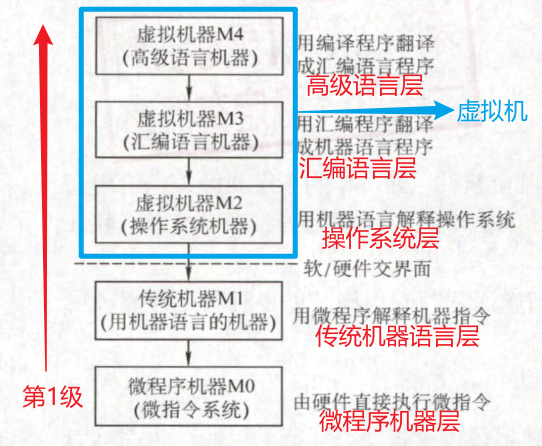 虚拟机器M4
(高级语言机器)
用编译程序翻译
成汇编语言程序
高级语言层
虚拟机
虚拟机器M3
(汇编语言机器)
用汇编程序翻译
成机器语言程序
汇编语言层
虚拟机器M2
(操作系统机器)
用机器语言解释操作系统
操作系统层
软/硬件交界面
传统机器M1
(用机器语言的机器)
用微程序解释机器指令
传统机器语言层
第1级
微程序机器M0
(微指令系统)
由硬件直接执行微指令
微程序机器层